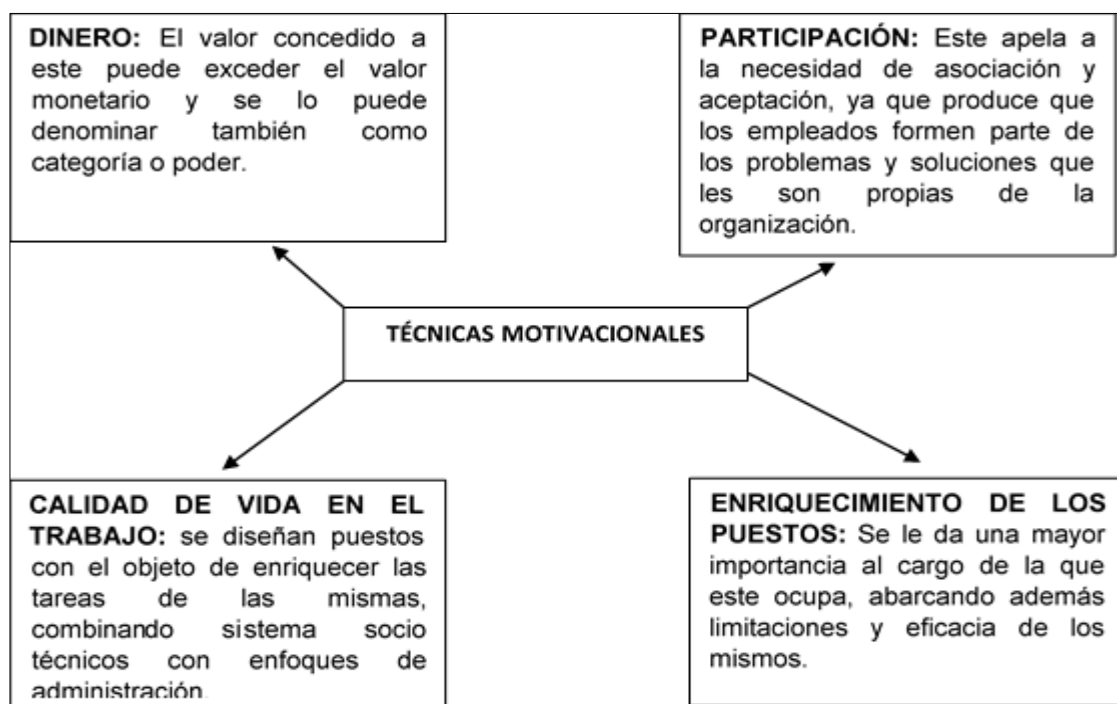 DINERO: El valor concedido a
este puede exceder el valor
monetario y se lo puede
denominar también como
categoría o poder.
PARTICIPACIÓN: Este apela a
la necesidad de asociación y
aceptación, ya que produce que
los empleados formen parte de
los problemas y soluciones que
les son propias de la
organización.
TÉCNICAS MOTIVACIONALES
CALIDAD DE VIDA EN EL
TRABAJO: se diseñan puestos
con el objeto de enriquecer las
tareas de las mismas,
combinando sistema socio
técnicos con enfoques de
administración.
ENRIQUECIMIENTO DE LOS
PUESTOS: Se le da una mayor
importancia al cargo de la que
este ocupa, abarcando además
limitaciones y eficacia de los
mismos.